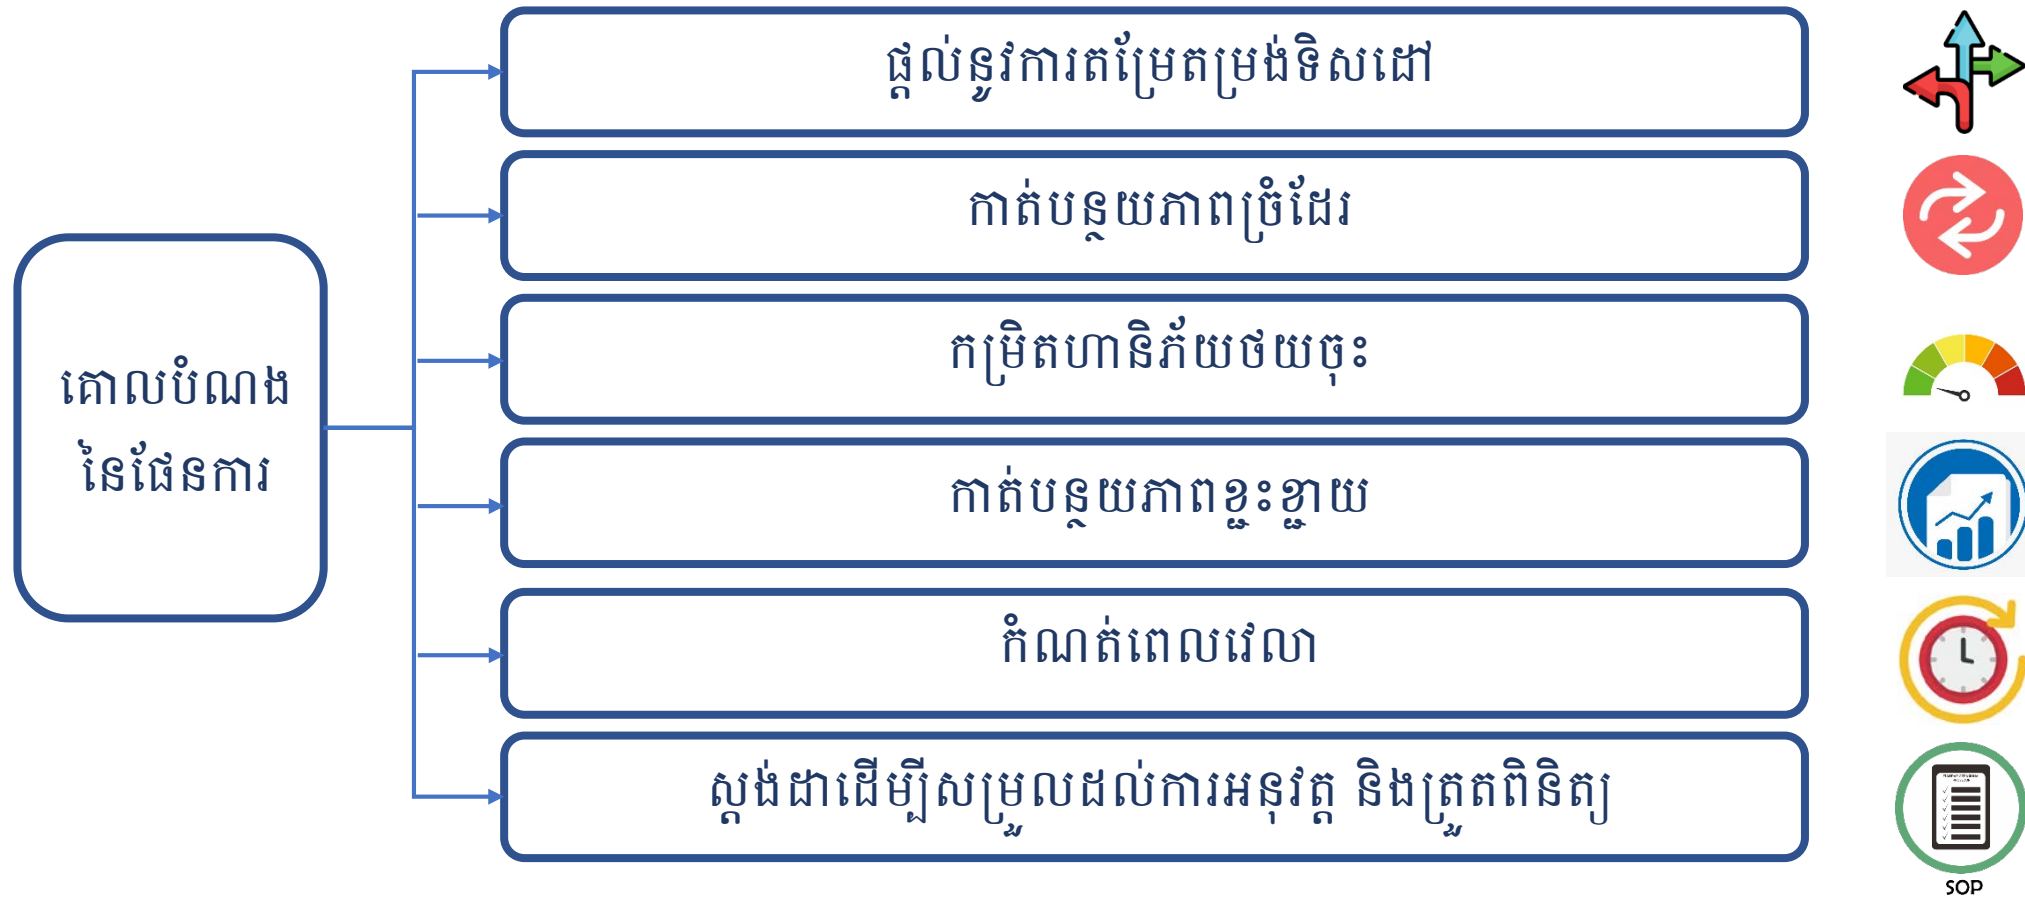 គោលបំណង
នៃផែនការ
ផ្តល់នូវការតម្រែតម្រង់ទិសដៅ
កាត់បន្ថយភាពច្រំដែរ
កម្រិតហានិភ័យថយចុះ
កាត់បន្ថយភាពខ្ជះខ្ជាយ
កំណត់ពេលវេលា
ស្តង់ដាដើម្បីសម្រួលដល់ការអនុវត្ត និងត្រួតពិនិត្យ
SOP